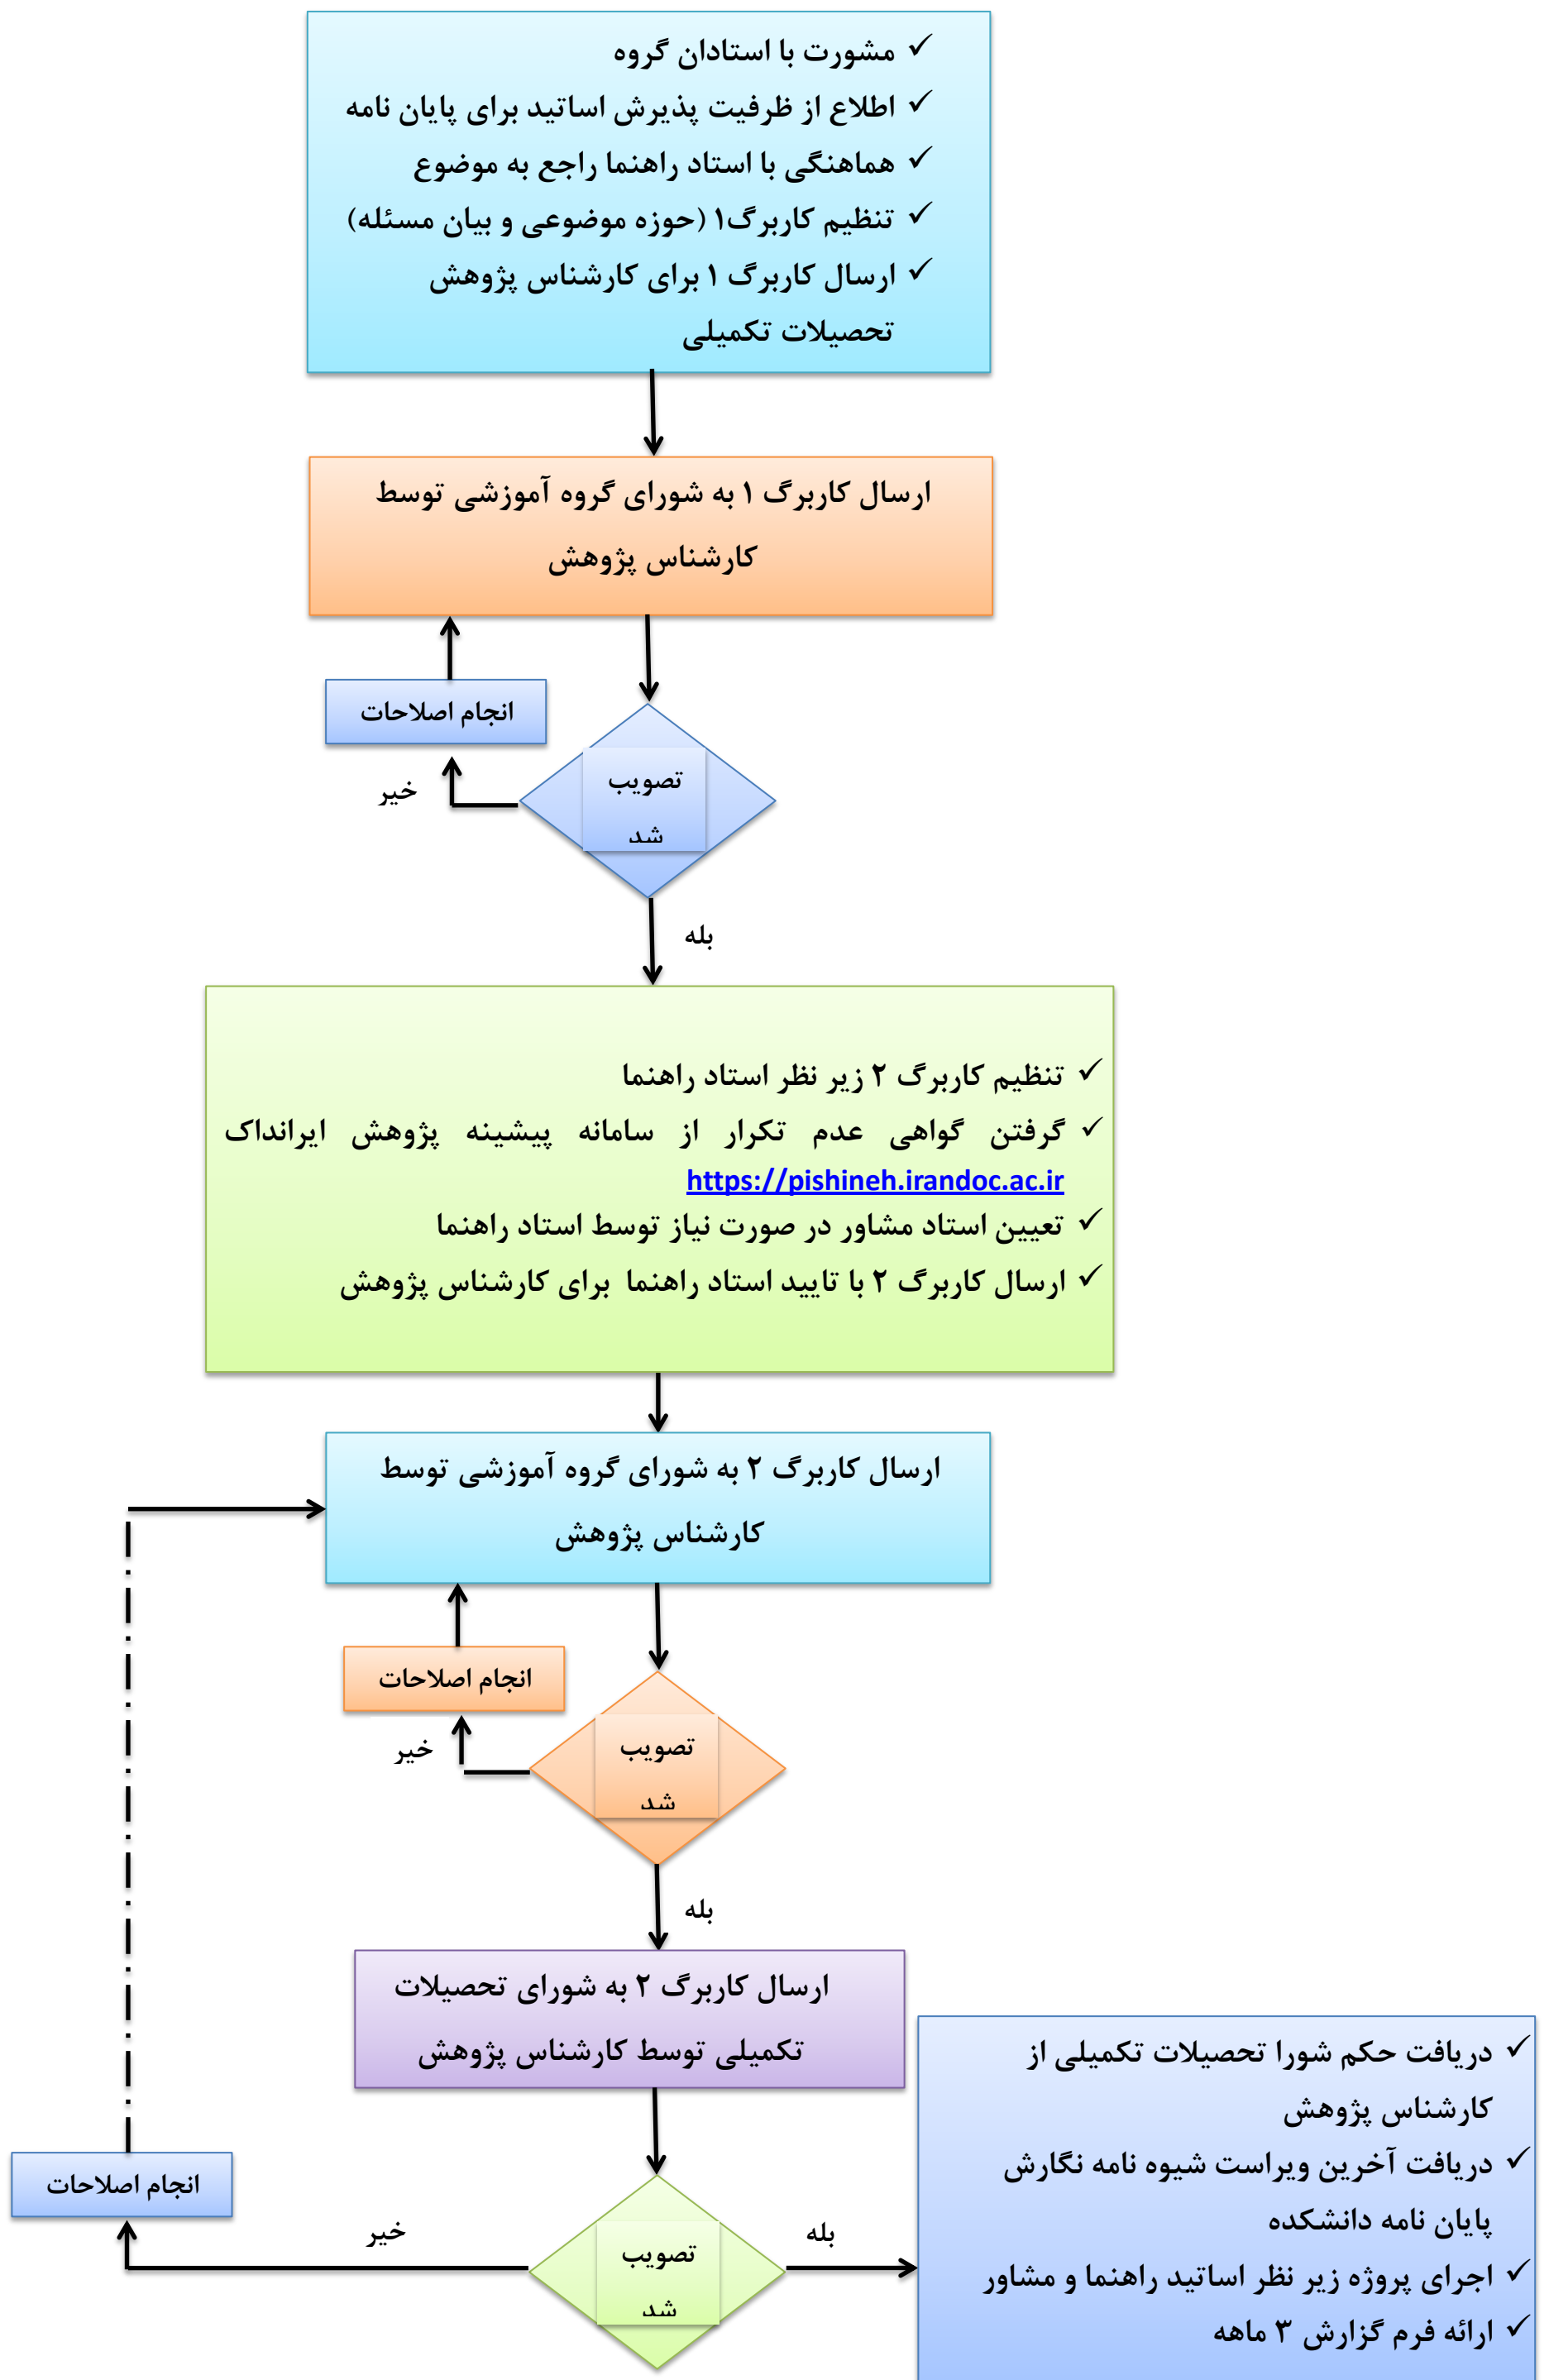 ✓ مشورت با استادان گروه
✓ اطلاع از ظرفیت پذیرش اساتید برای پایان نامه
✓ هماهنگی با استاد راهنما راجع به موضوع
✓ تنظیم کاربرگ۱ (حوزه موضوعی و بیان مسئله)
✓ ارسال کاربرگ ۱ برای کارشناس پژوهش
تحصیلات تکمیلی
ارسال کاربرگ ۱ به شورای گروه آموزشی توسط
کارشناس پژوهش
انجام اصلاحات
خیر
تصویب
شد
بله
✓ تنظیم کاربرگ ۲ زیر نظر استاد راهنما
✓ گرفتن گواهی عدم تکرار از سامانه پیشینه پژوهش ایرانداک
https://pishineh.irandoc.ac.ir
✓ تعیین استاد مشاور در صورت نیاز توسط استاد راهنما
✓ ارسال کاربرگ ۲ با تایید استاد راهنما برای کارشناس پژوهش
ارسال کاربرگ ۲ به شورای گروه آموزشی توسط
کارشناس پژوهش
انجام اصلاحات
خیر
تصویب
شد
بله
ارسال کاربرگ ۲ به شورای تحصیلات
تکمیلی توسط کارشناس پژوهش
تصویب
شد
خیر
انجام اصلاحات
بله
✓ دریافت حکم شورا تحصیلات تکمیلی از
کارشناس پژوهش
✓ دریافت آخرین ویراست شیوه نامه نگارش
پایان نامه دانشکده
✓ اجرای پروژه زیر نظر اساتید راهنما و مشاور
✓ ارائه فرم گزارش ۳ ماهه